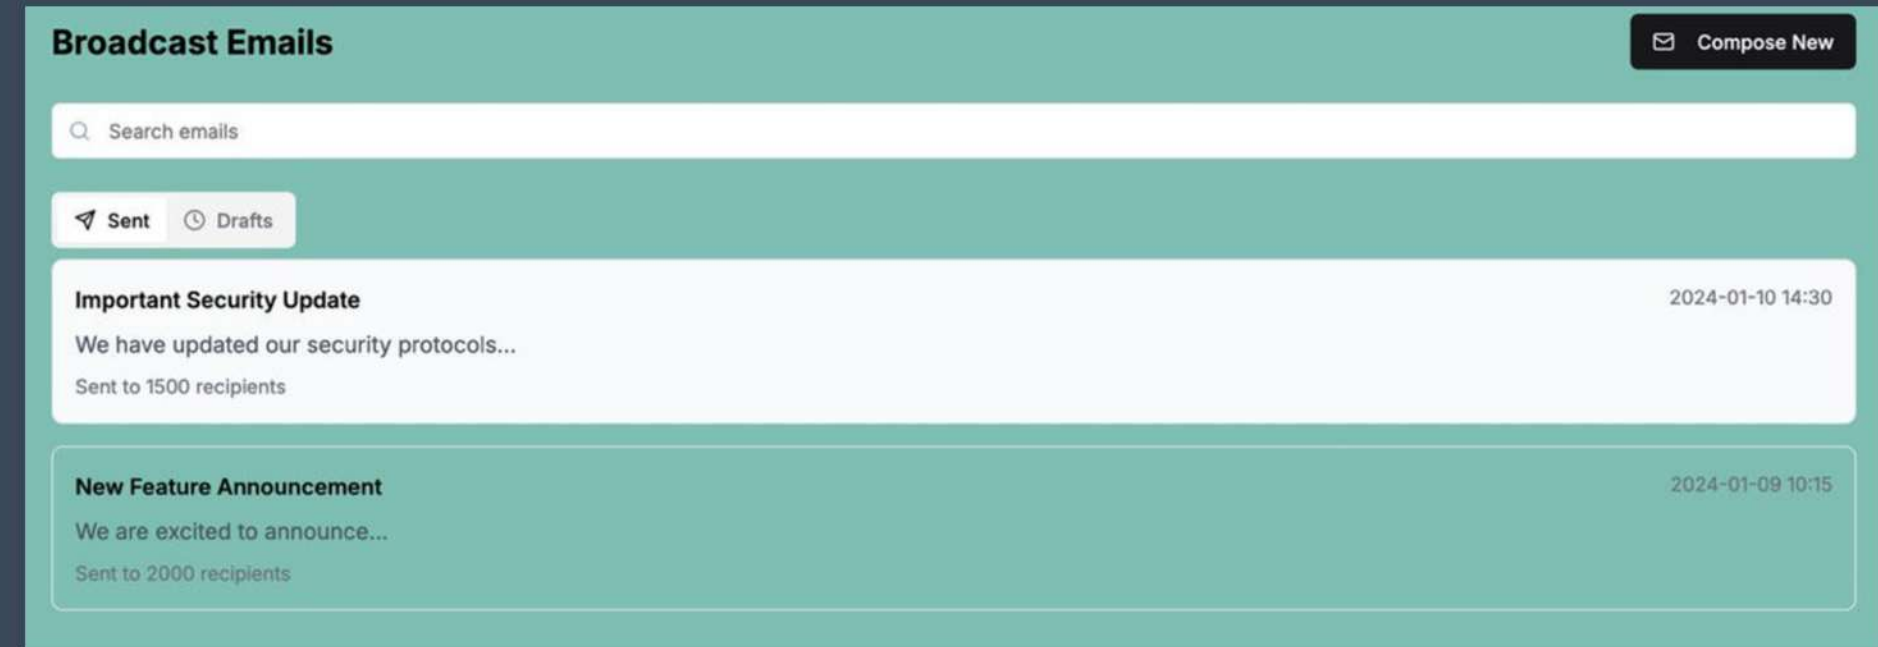 Broadcast Emails
Compose New
Search emails
Sent
Drafts
Important Security Update
2024-01-10 14:30
We have updated our security protocols...
Sent to 1500 recipients
New Feature Announcement
2024-01-09 10:15
We are excited to announce...
Sent to 2000 recipients